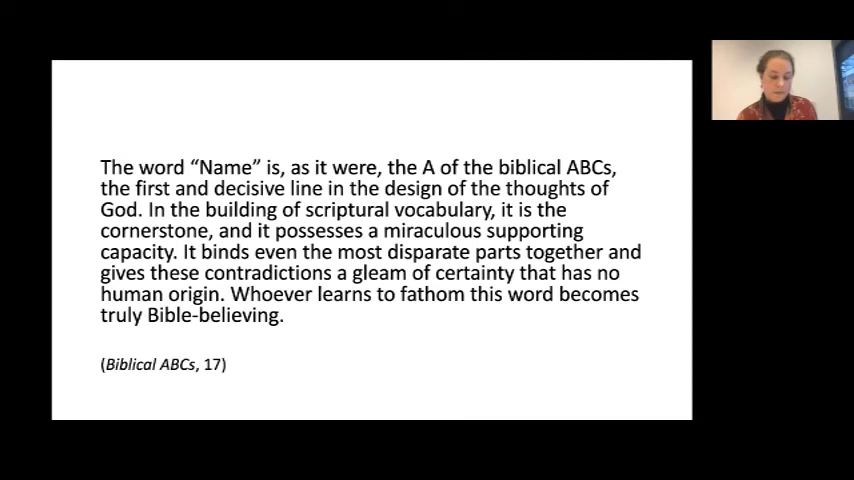 The word “Name” is, as it were, the A of the biblical ABCs,
the first and decisive line in the design of the thoughts of
God. In the building of scriptural vocabulary, it is the
cornerstone, and it possesses a miraculous supporting
capacity. It binds even the most disparate parts together and
gives these contradictions a gleam of certainty that has no
human origin. Whoever learns to fathom this word becomes
truly Bible-believing.
(Biblical ABCs, 17)